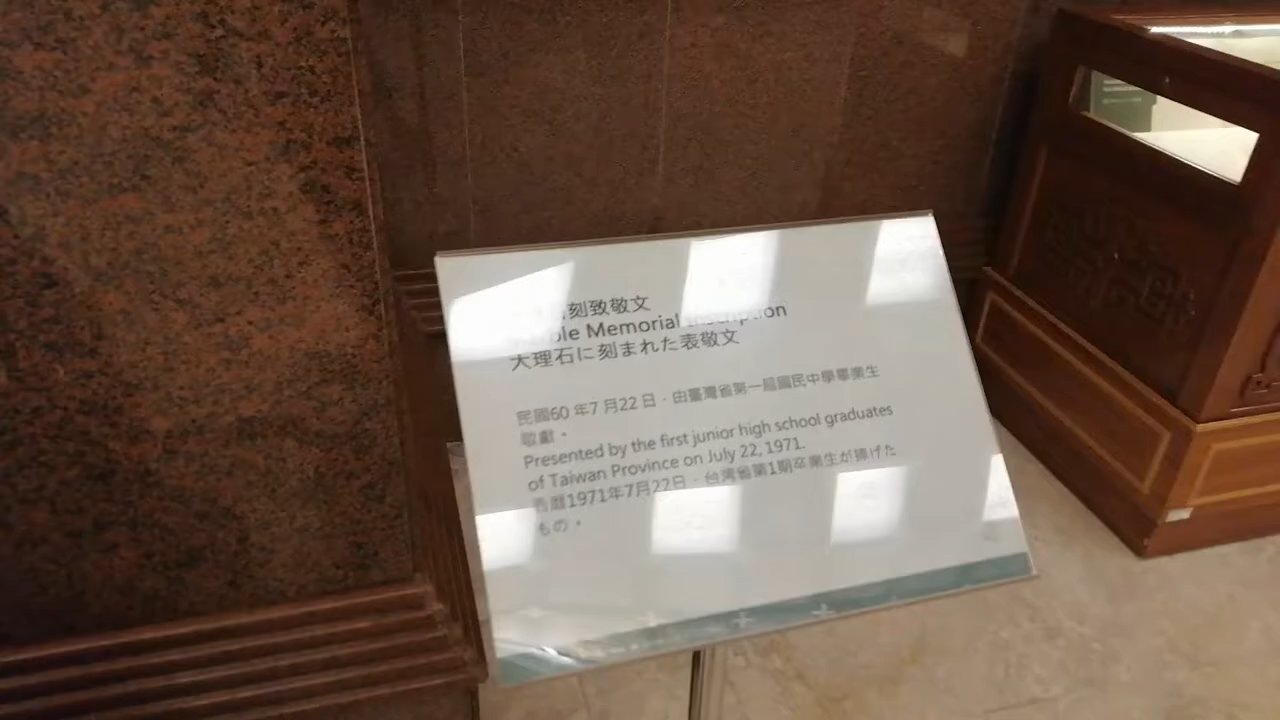 刻致敬文
Memorial Inscription
大理石に刻まれた表敬文
民國60年7月22日，由臺灣省第一屆國民中學畢業生
敬獻。
Presented by the first junior high school graduates
of Taiwan Province on July 22, 1971.
西暦1971年7月22日、台湾省第1期卒業生が捧げた
もの。